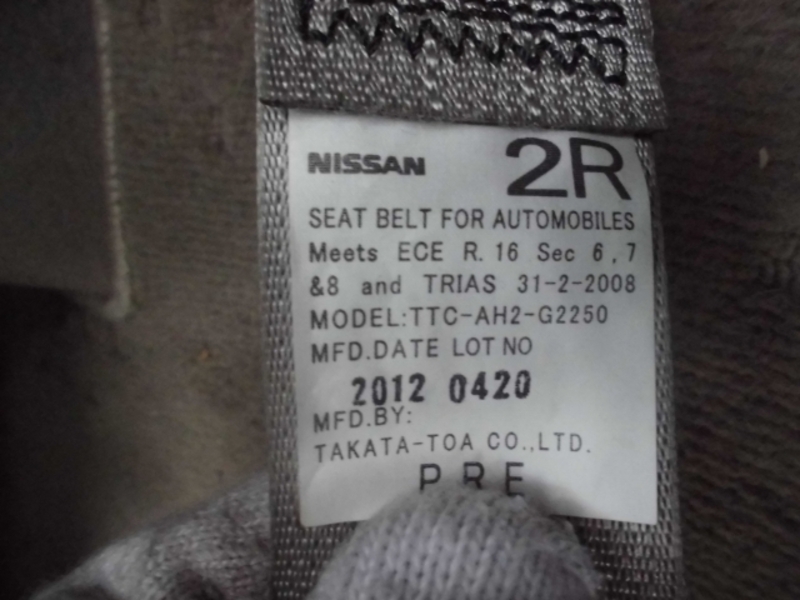 NISSAN 2R
SEAT BELT FOR AUTOMOBILES
Meets ECE R. 16 Sec 6,7
&8 and TRIAS 31-2-2008
MODEL:TTC-AH2-G2250
MFD.DATE LOT NO
2012 0420
MFD.BY:
TAKATA-TOA CO.,LTD.
PRE